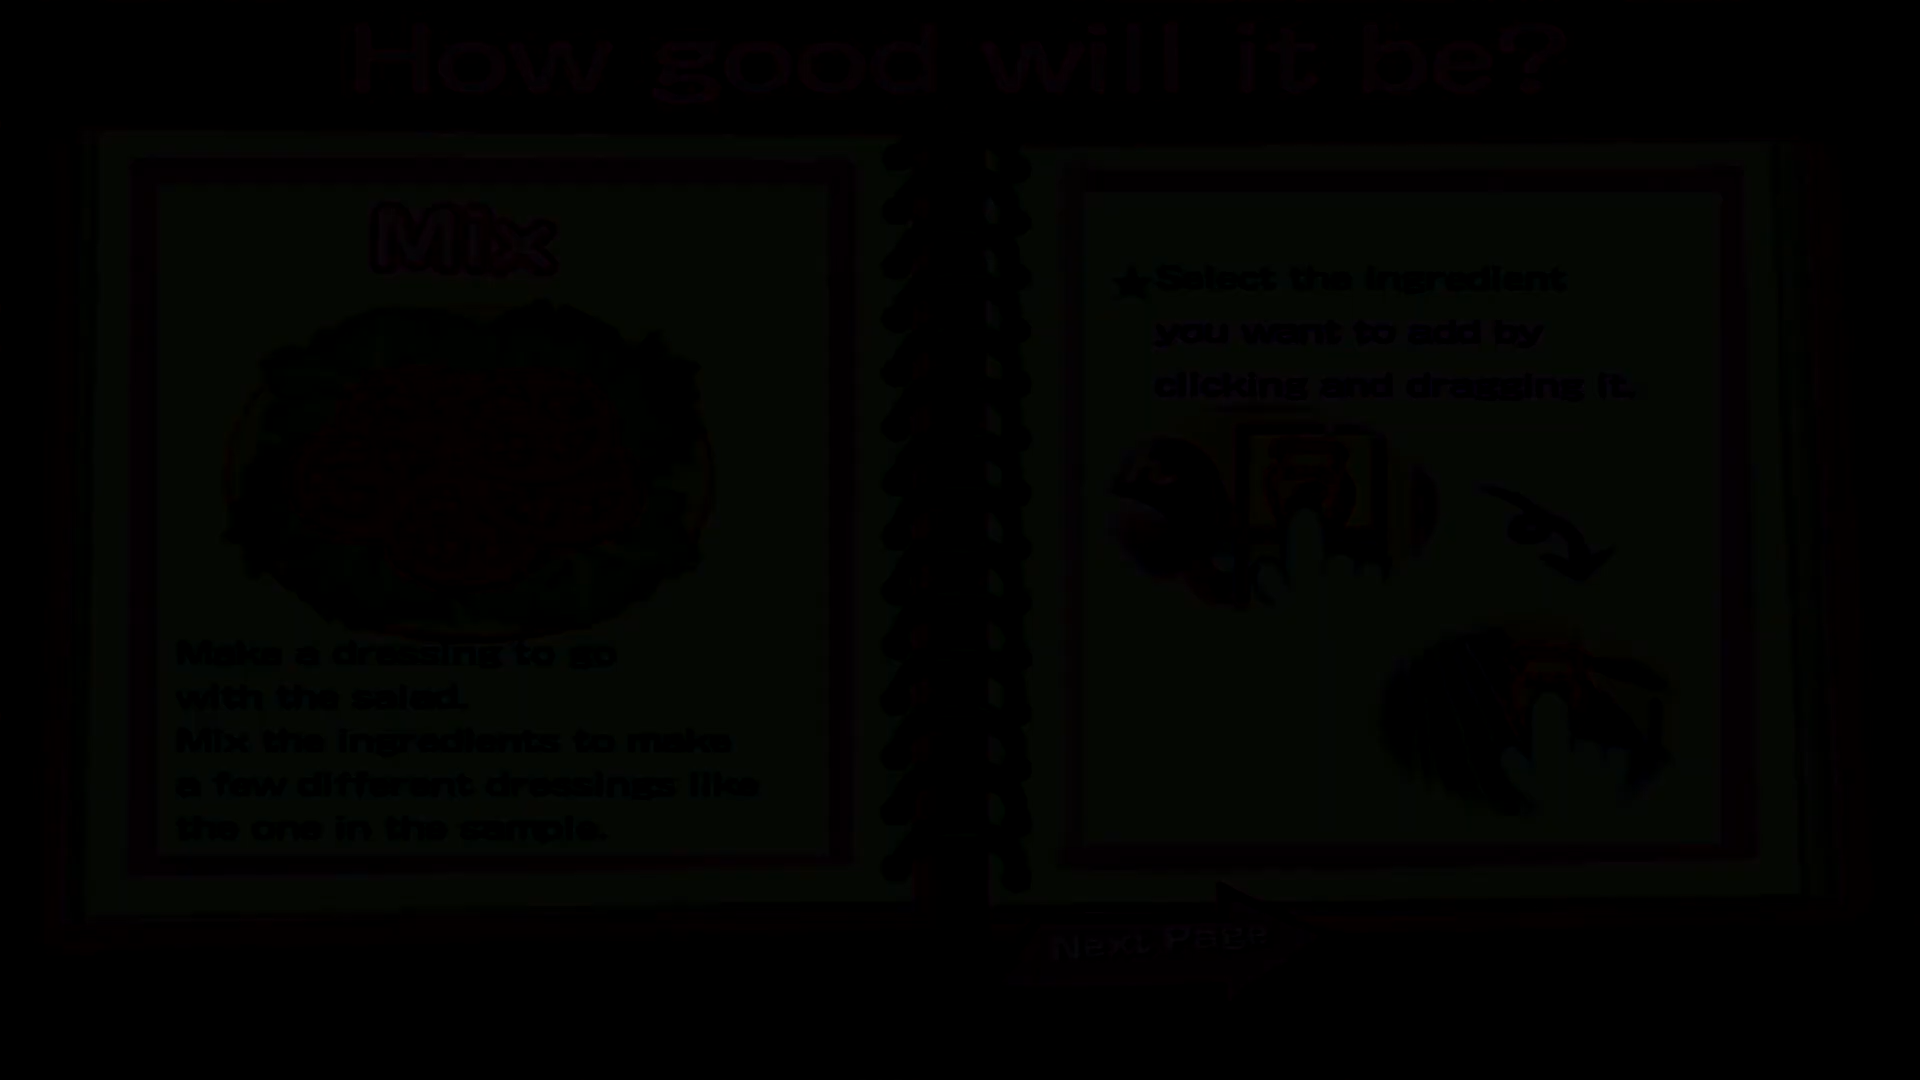 How good will it be?
Mix
Make a dressing to go
with the salad.
Mix the ingredients to make
a few different dressings like
the one in the sample.
★Select the ingredient
you want to add by
clicking and dragging it.
Next Page